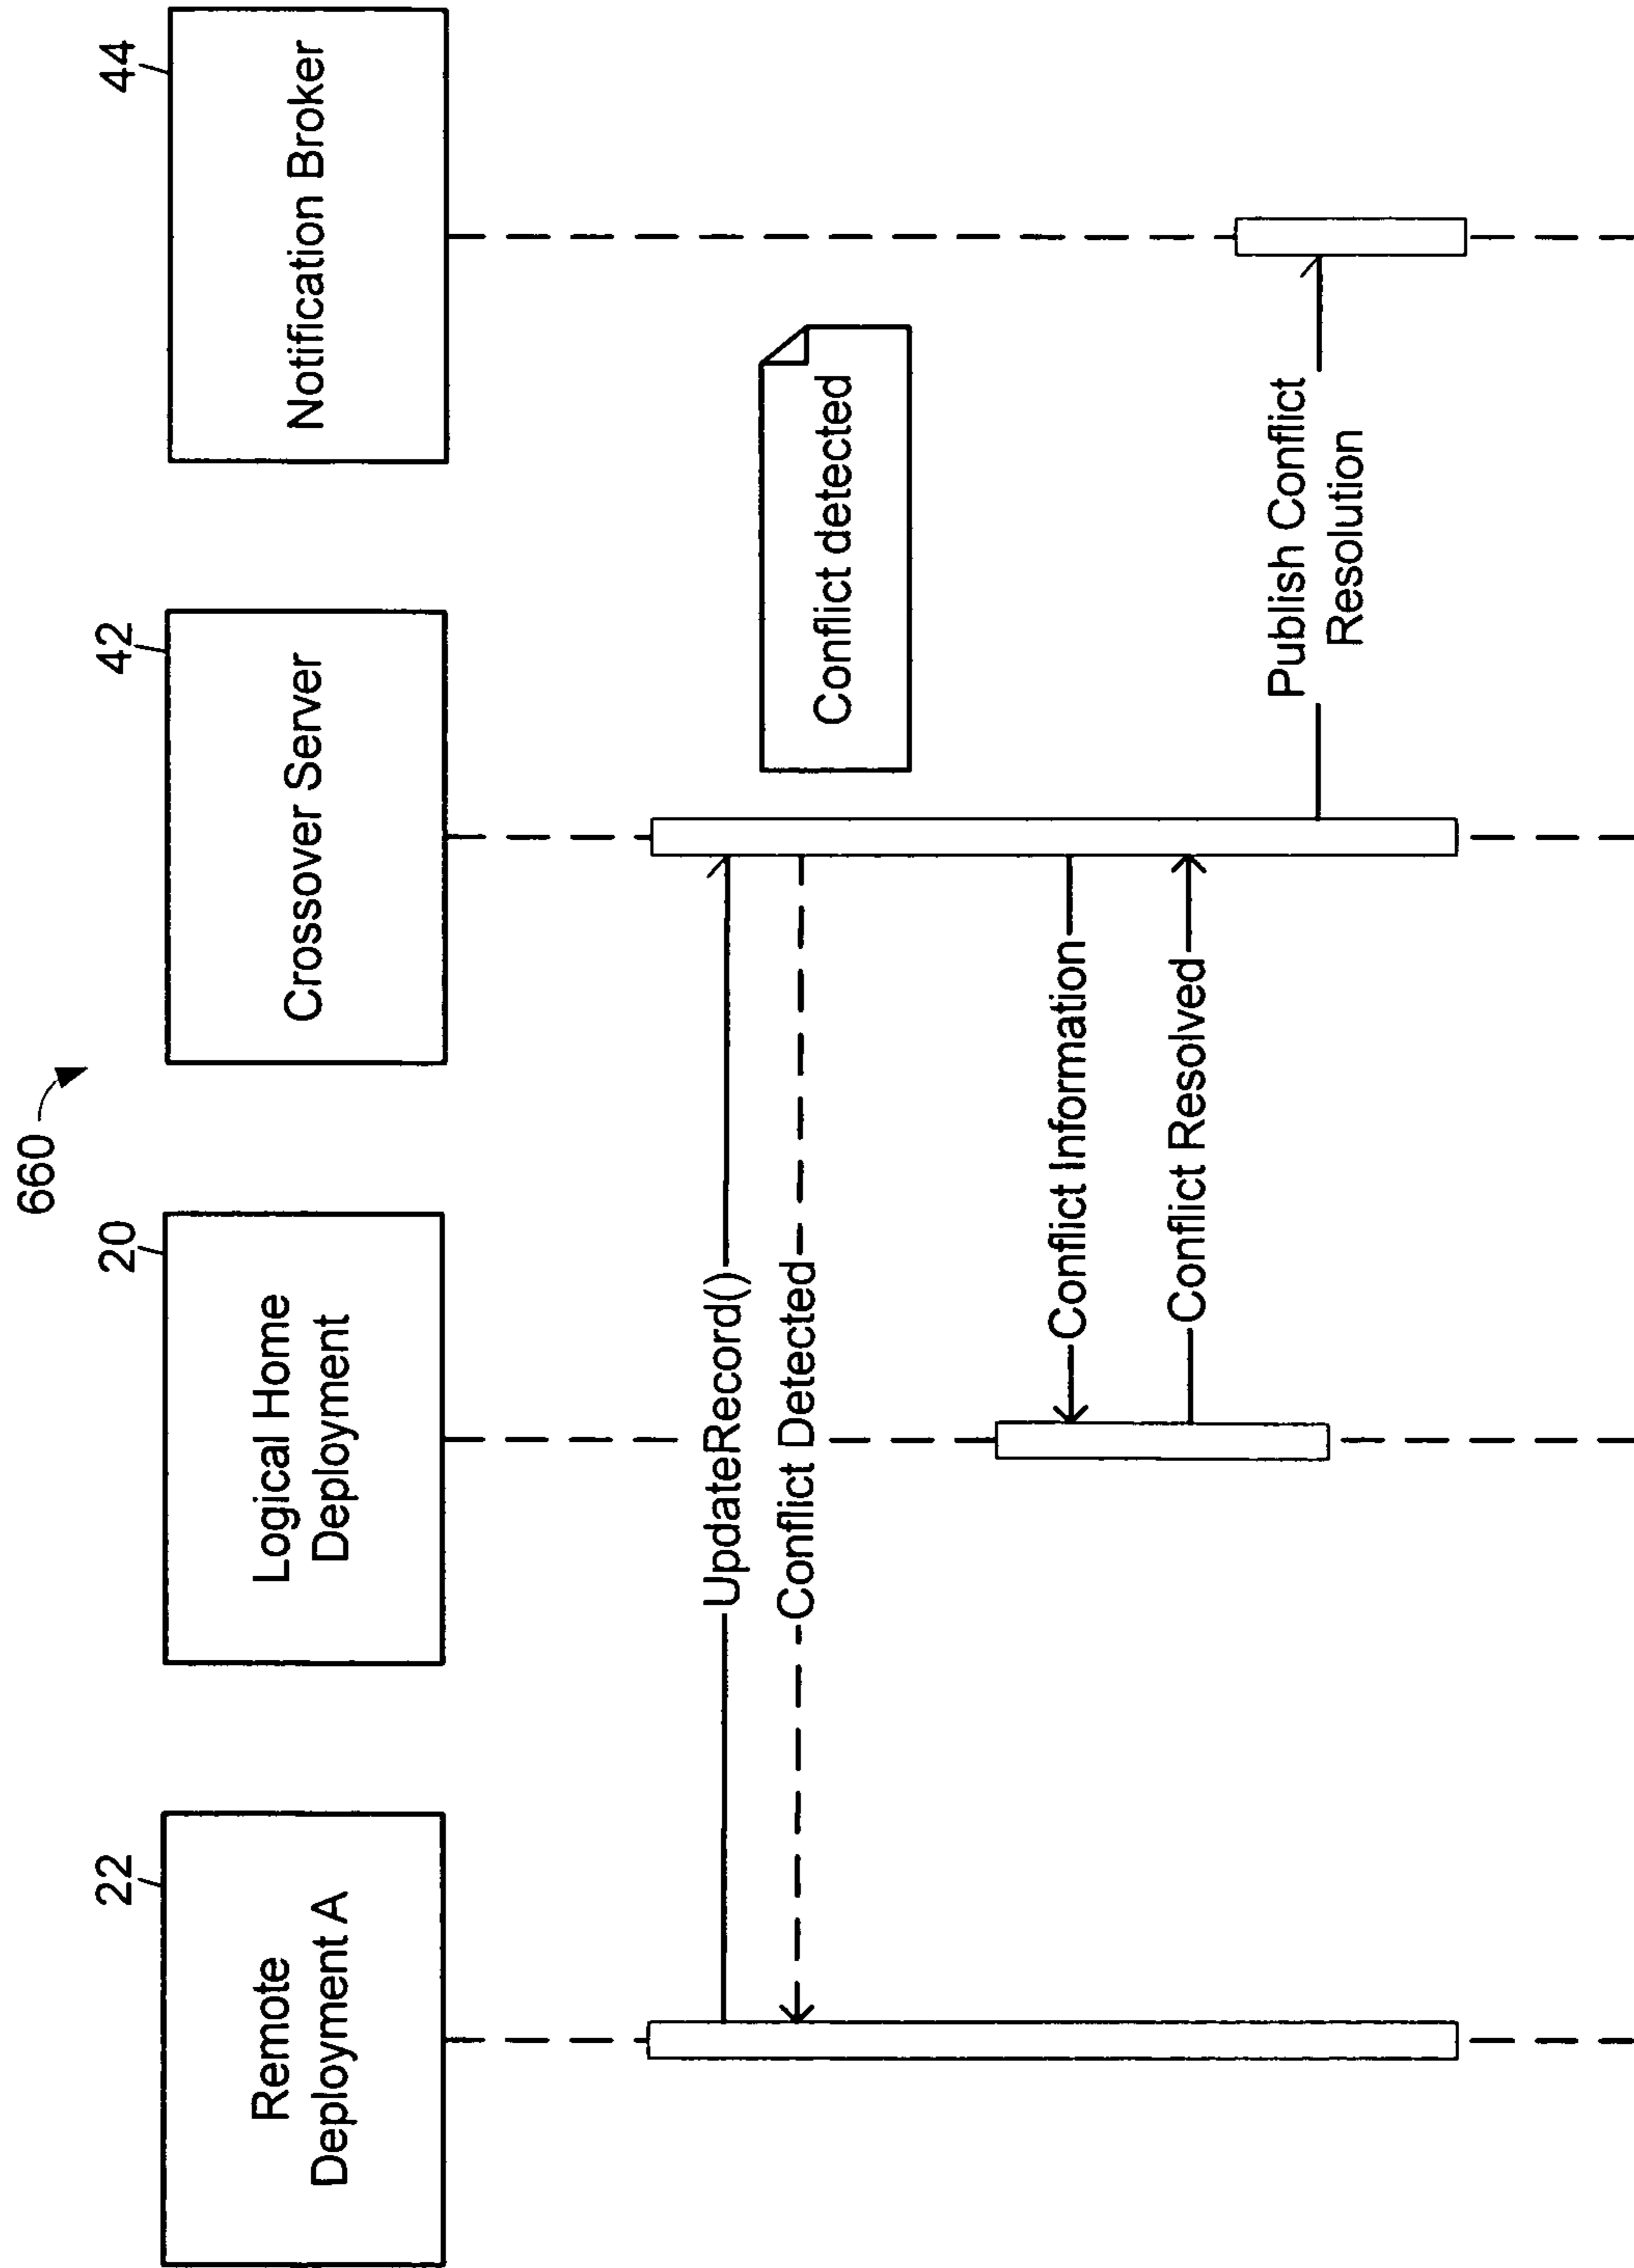 660
22
20
42
44
Remote
Deployment A
Logical Home
Deployment
Crossover Server
Notification Broker
UpdateRecord()
Conflict Detected
Conflict detected
Conflict Information
Conflict Resolved
Publish Conflict
Resolution